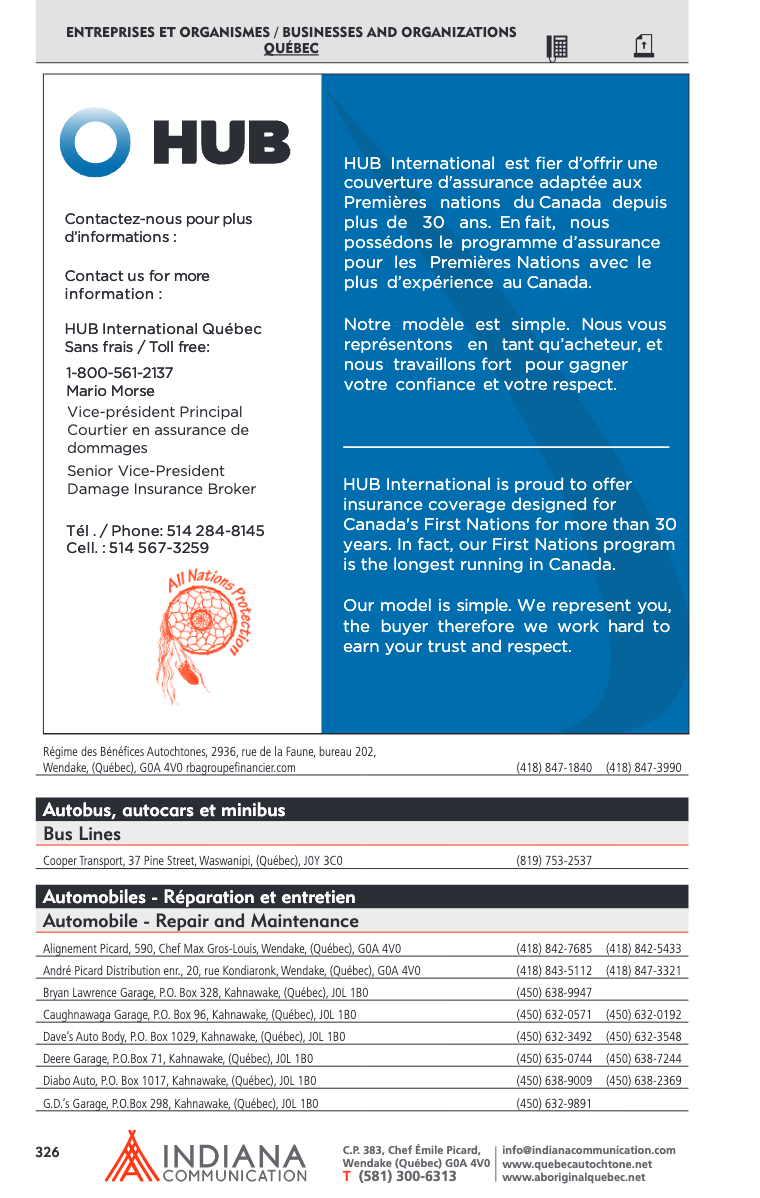 ENTREPRISES ET ORGANISMES / BUSINESSES AND ORGANIZATIONS
QUÉBEC
HUB
Contactez-nous pour plus
d'informations :
Contact us for more
information :
HUB International Québec
Sans frais / Toll free:
1-800-561-2137
Mario Morse
Vice-président Principal
Courtier en assurance de
dommages
Senior Vice-President
Damage Insurance Broker
Tél . / Phone: 514 284-8145
Cell. : 514 567-3259
All Nations Protection
HUB International est fier d'offrir une
couverture d'assurance adaptée aux
Premières nations du Canada depuis
plus de 30 ans. En fait, nous
possédons le programme d'assurance
pour les Premières Nations avec le
plus d'expérience au Canada.
Notre modèle est simple. Nous vous
représentons en tant qu'acheteur, et
nous travaillons fort pour gagner
votre confiance et votre respect.
HUB International is proud to offer
insurance coverage designed for
Canada's First Nations for more than 30
years. In fact, our First Nations program
is the longest running in Canada.
Our model is simple. We represent you,
the buyer therefore we work hard to
earn your trust and respect.
Régime des Bénéfices Autochtones, 2936, rue de la Faune, bureau 202,
Wendake, (Québec), G0A 4V0 rbagroupefinancier.com (418) 847-1840 (418) 847-3990
Autobus, autocars et minibus
Bus Lines
Cooper Transport, 37 Pine Street, Waswanipi, (Québec), J0Y 3C0 (819) 753-2537
Automobiles - Réparation et entretien
Automobile - Repair and Maintenance
Alignement Picard, 590, Chef Max Gros-Louis, Wendake, (Québec), G0A 4V0 (418) 842-7685 (418) 842-5433
André Picard Distribution enr., 20, rue Kondiaronk, Wendake, (Québec), G0A 4V0 (418) 843-5112 (418) 847-3321
Bryan Lawrence Garage, P.O. Box 328, Kahnawake, (Québec), J0L 1B0 (450) 638-9947
Caughnawaga Garage, P.O. Box 96, Kahnawake, (Québec), J0L 1B0 (450) 632-0571 (450) 632-0192
Dave's Auto Body, P.O. Box 1029, Kahnawake, (Québec), J0L 1B0 (450) 632-3492 (450) 632-3548
Deere Garage, P.O.Box 71, Kahnawake, (Québec), J0L 1B0 (450) 635-0744 (450) 638-7244
Diabo Auto, P.O. Box 1017, Kahnawake, (Québec), J0L 1B0 (450) 638-9009 (450) 638-2369
G.D.'s Garage, P.O.Box 298, Kahnawake, (Québec), J0L 1B0 (450) 632-9891
326
INDIANA
COMMUNICATION
C.P. 383, Chef Émile Picard,
Wendake (Québec) G0A 4V0
T (581) 300-6313
info@indianacommunication.com
www.quebecautochtone.net
www.aboriginalquebec.net